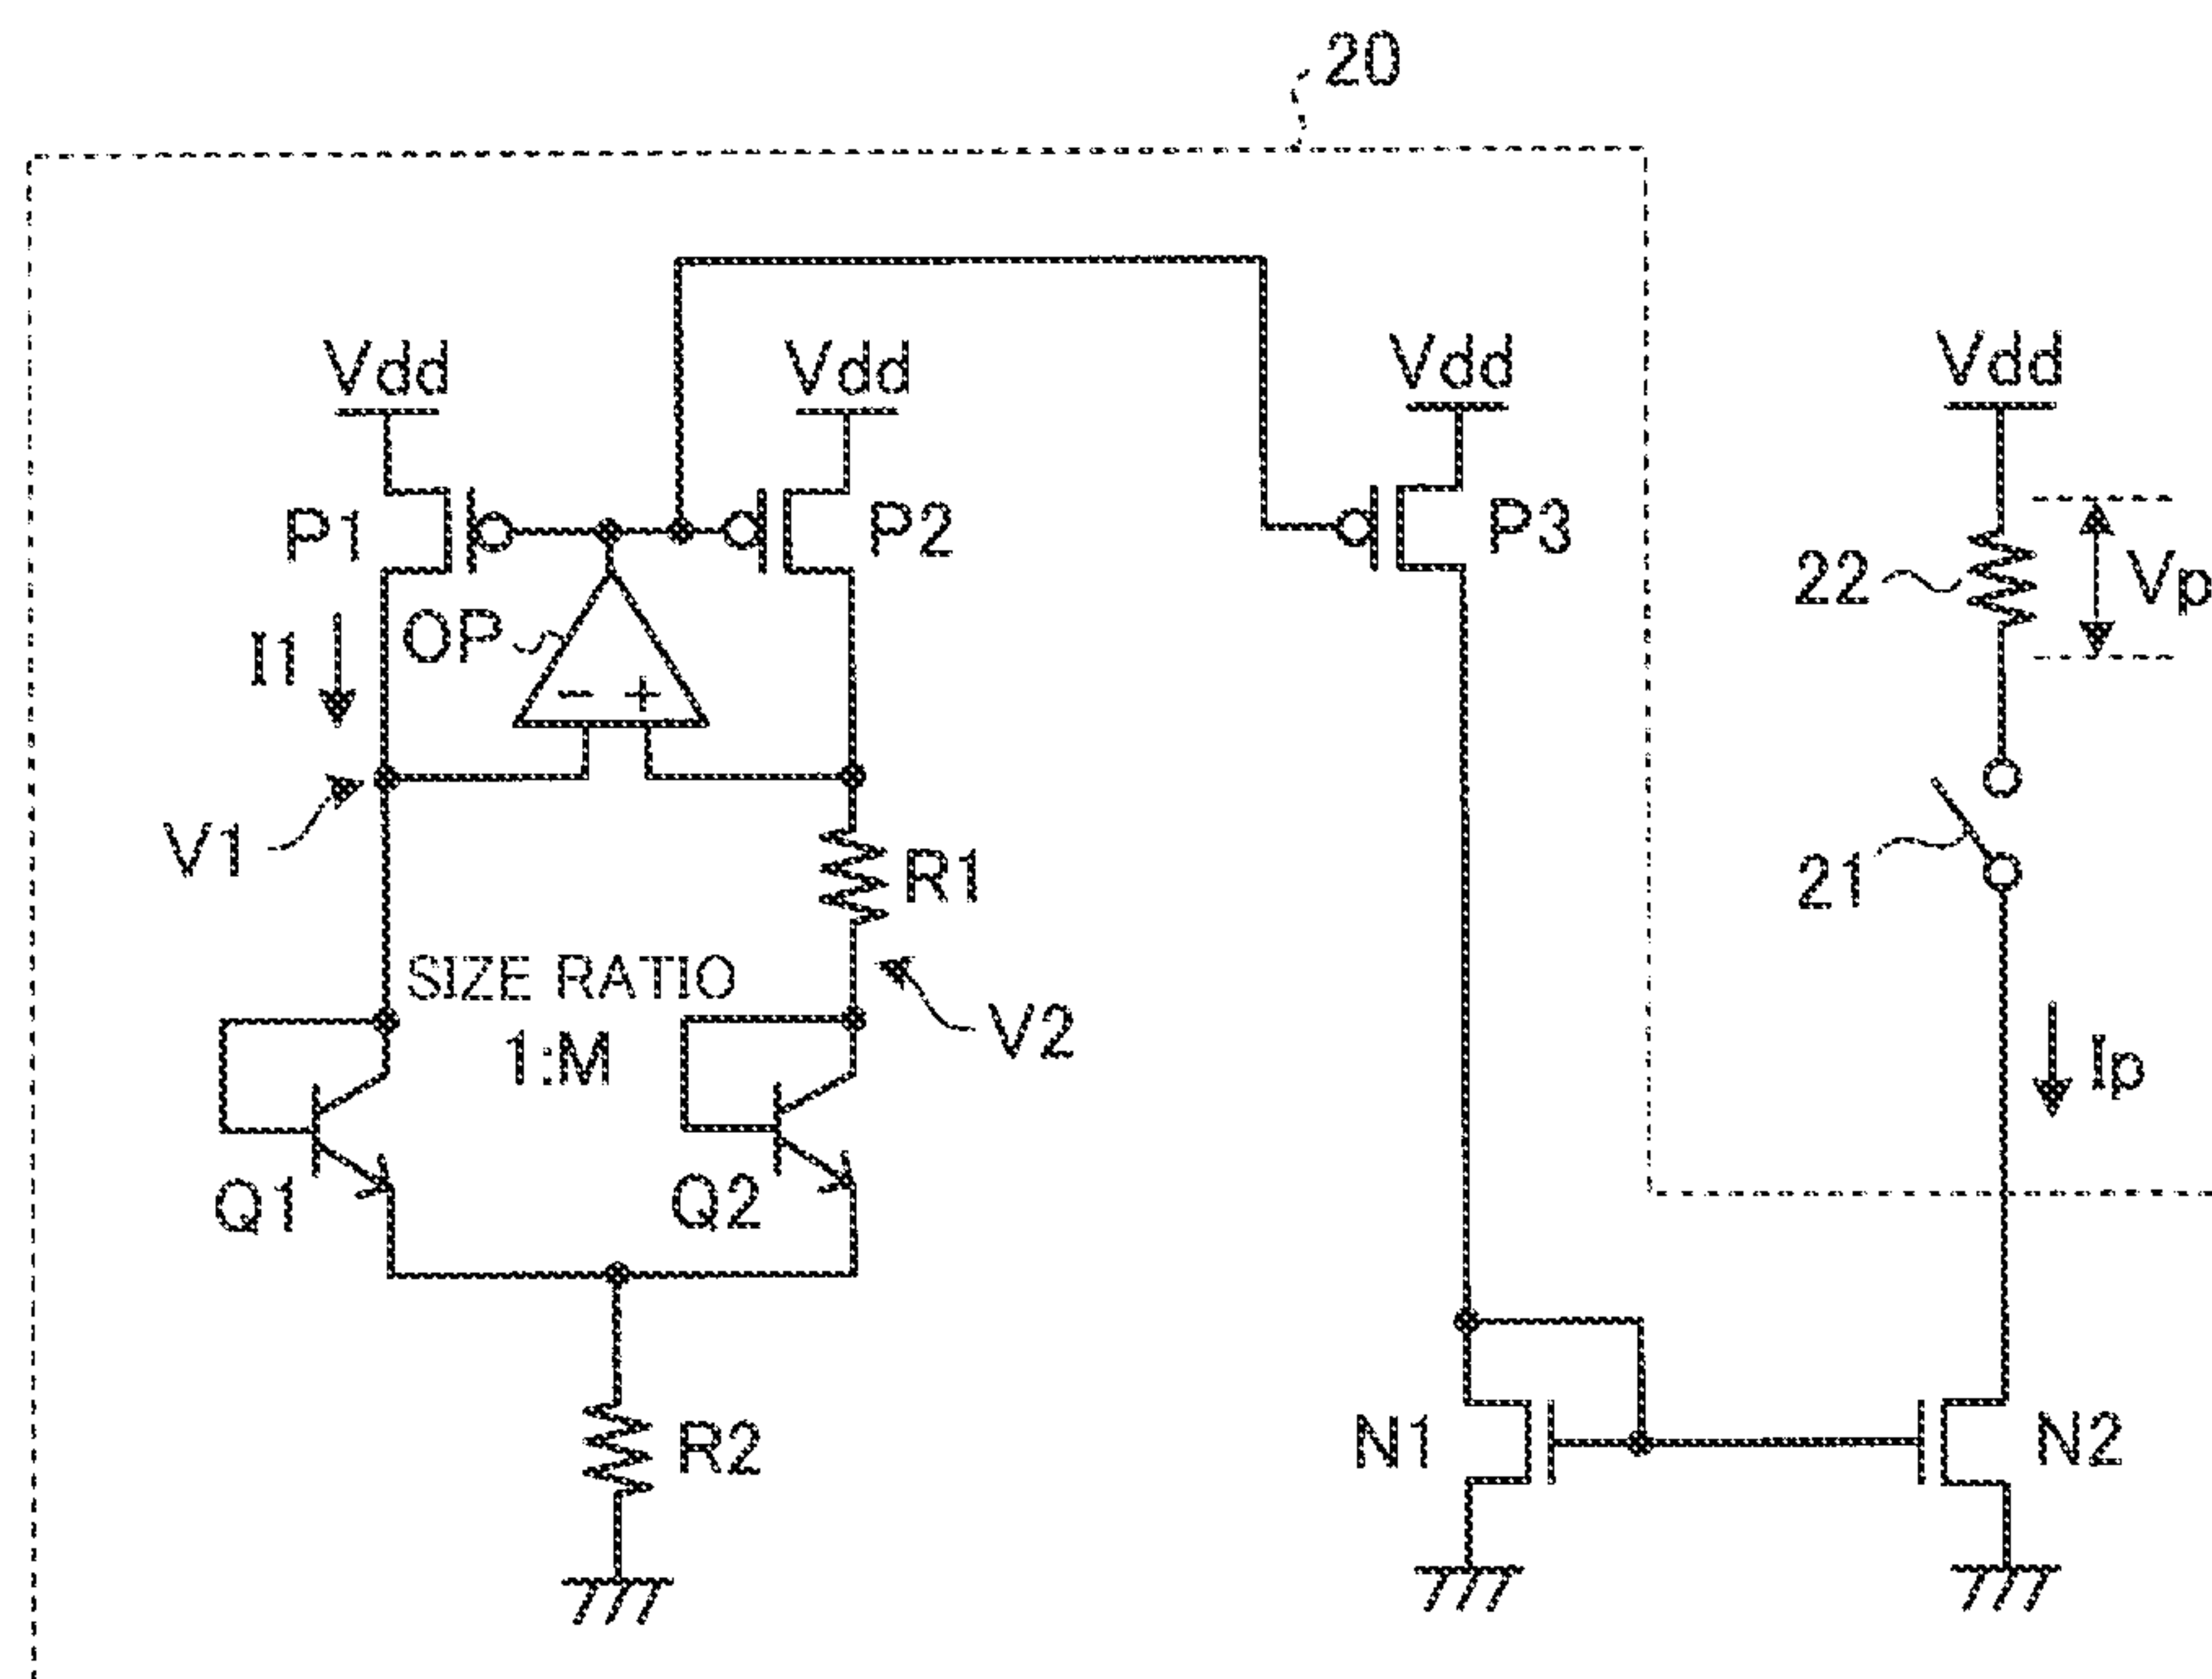 20
Vdd
Vdd
Vdd
Vdd
P1
P2
P3
22
Vp
I1
OP
- +
V1
R1
21
SIZE RATIO
1:M
V2
Ip
Q1
Q2
R2
N1
N2